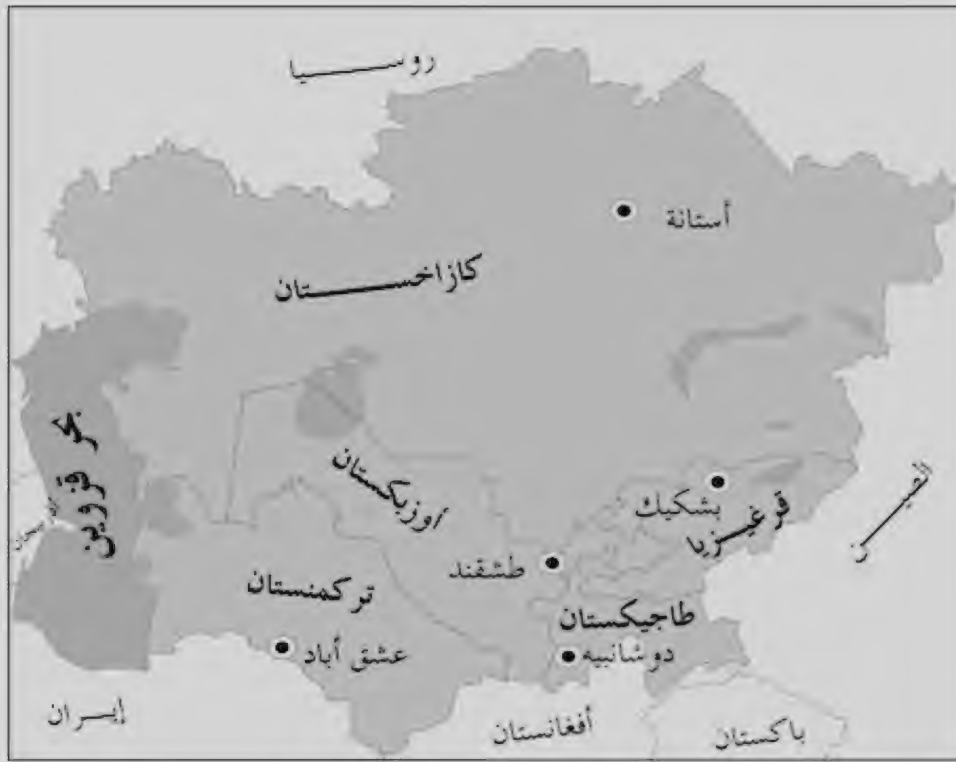 روسيا
أستانة
كازاخستان
بحر قزوين
أوزبكستان
بشكيك
قرغيزيا
الصين
طشقند
تركمنستان
طاجيكستان
عشق أباد
دوشانبيه
إيران
أفغانستان
باكستان